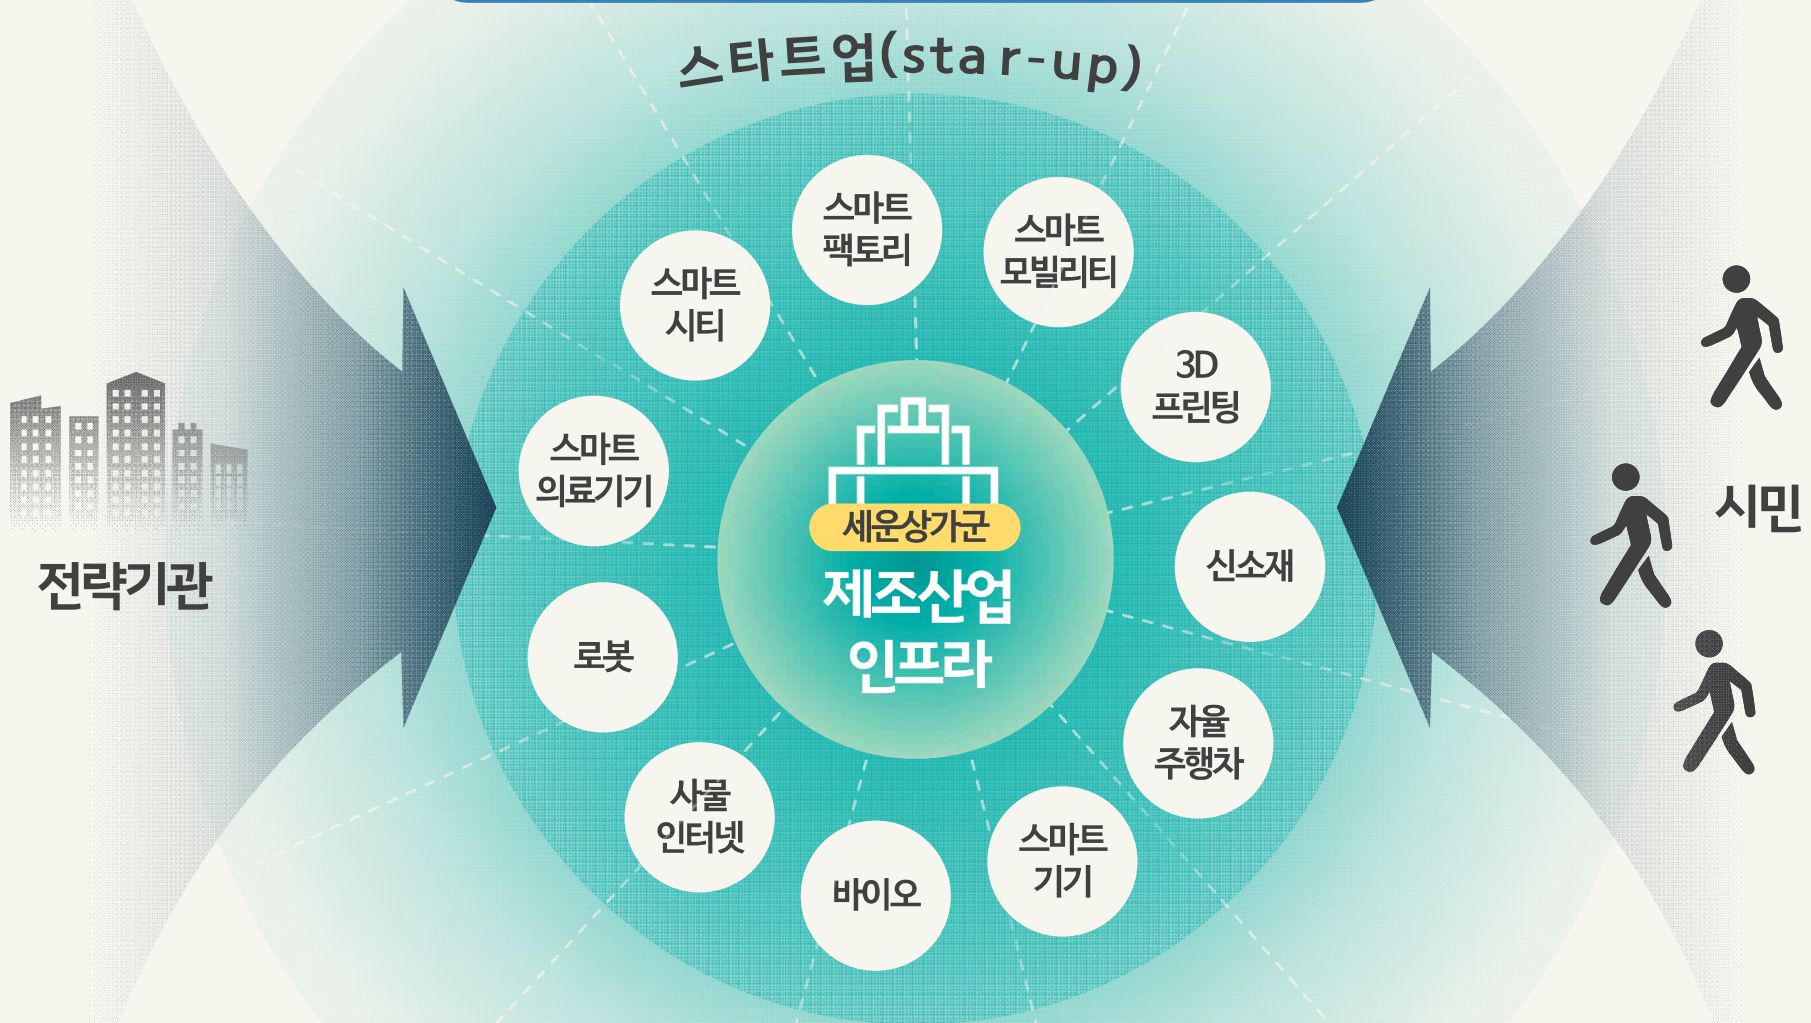 스타트업(star-up)
스마트
팩토리
스마트
모빌리티
스마트
시티
3D
프린팅
스마트
의료기기
세운상가군
제조산업
인프라
신소재
시민
전략기관
로봇
자율
주행차
사물
인터넷
스마트
기기
바이오